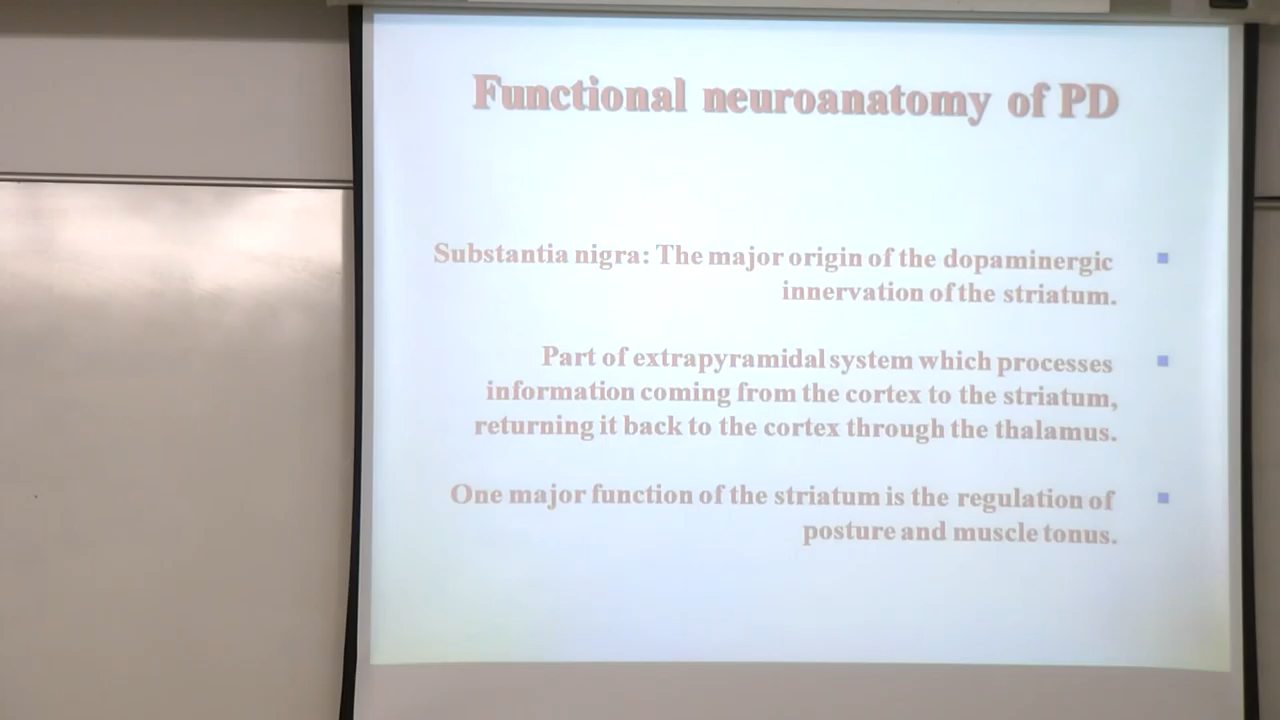 Functional neuroanatomy of PD
Substantia nigra: The major origin of the dopaminergic
innervation of the striatum.
Part of extrapyramidal system which processes
information coming from the cortex to the striatum,
returning it back to the cortex through the thalamus.
One major function of the striatum is the regulation of
posture and muscle tonus.